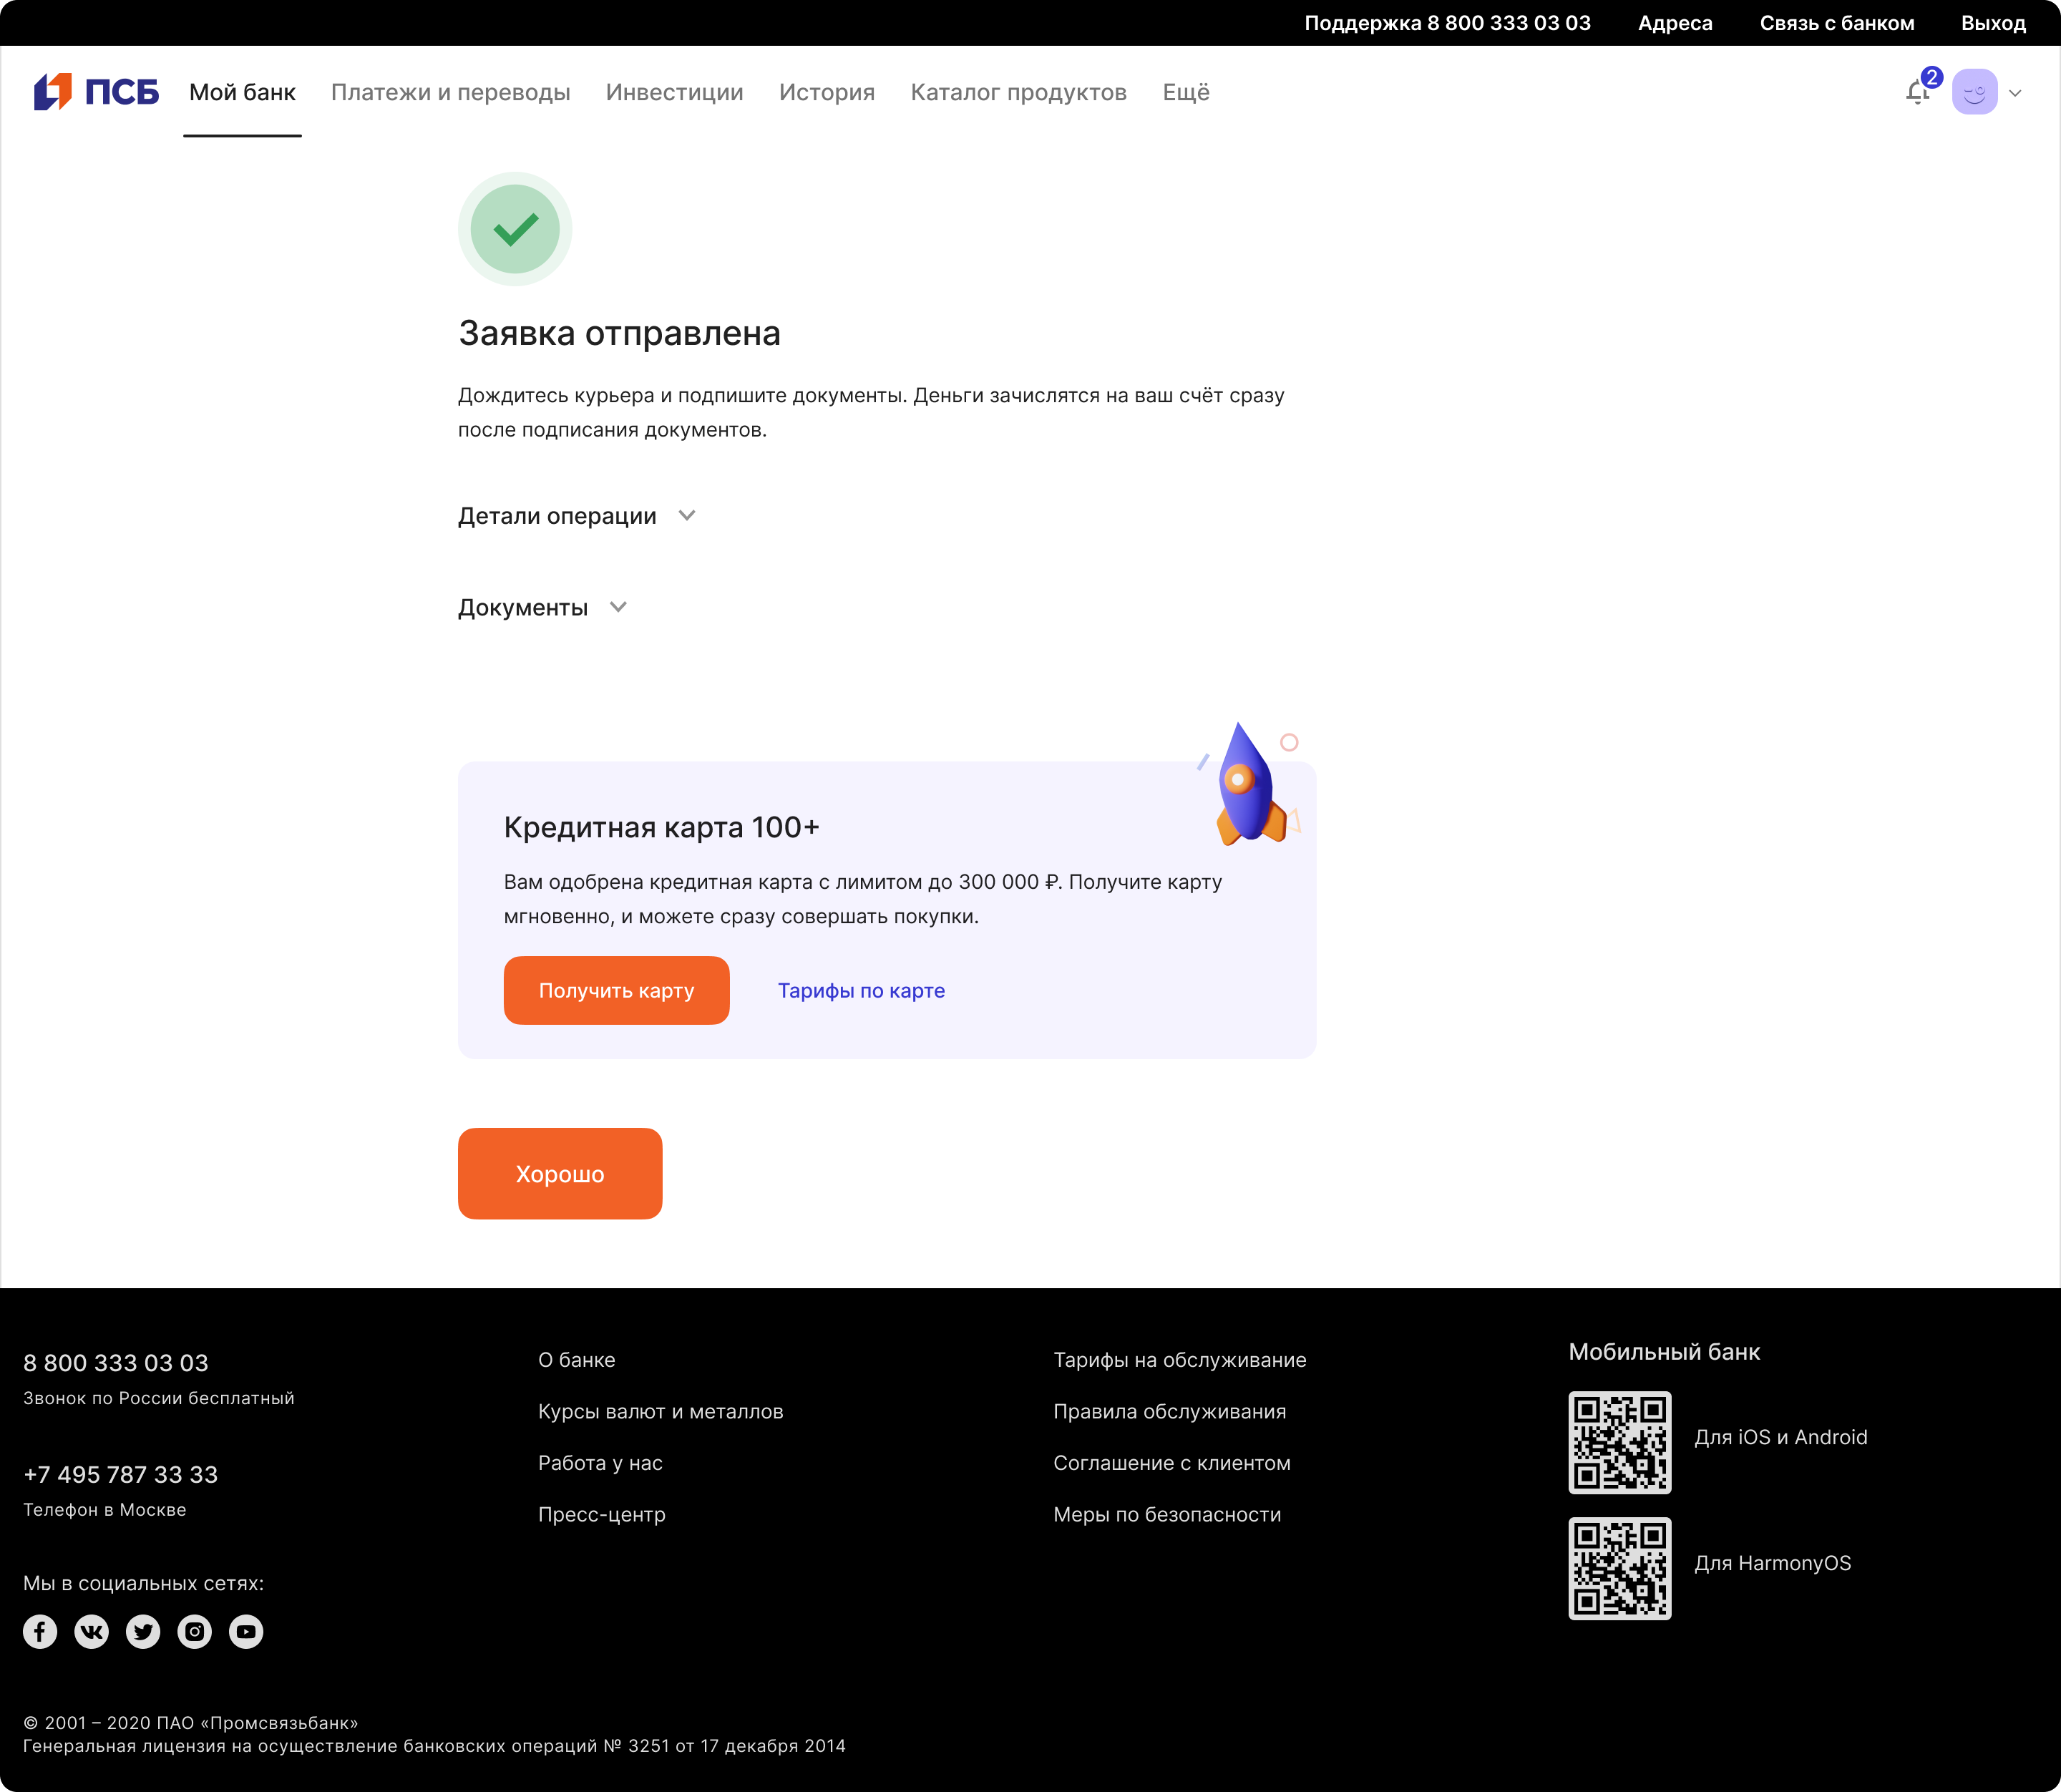 Поддержка 8 800 333 03 03
Адреса
Связь с банком
Выход
ПСБ
Мой банк
Платежи и переводы
Инвестиции
История
Каталог продуктов
Ещё
2
Заявка отправлена
Дождитесь курьера и подпишите документы. Деньги зачислятся на ваш счёт сразу
после подписания документов.
Детали операции
Документы
Кредитная карта 100+
Вам одобрена кредитная карта с лимитом до 300 000 ₽. Получите карту
мгновенно, и можете сразу совершать покупки.
Получить карту
Тарифы по карте
Хорошо
8 800 333 03 03
Звонок по России бесплатный
+7 495 787 33 33
Телефон в Москве
Мы в социальных сетях:
О банке
Курсы валют и металлов
Работа у нас
Пресс-центр
Тарифы на обслуживание
Правила обслуживания
Соглашение с клиентом
Меры по безопасности
Мобильный банк
Для iOS и Android
Для HarmonyOS
© 2001 – 2020 ПАО «Промсвязьбанк»
Генеральная лицензия на осуществление банковских операций № 3251 от 17 декабря 2014